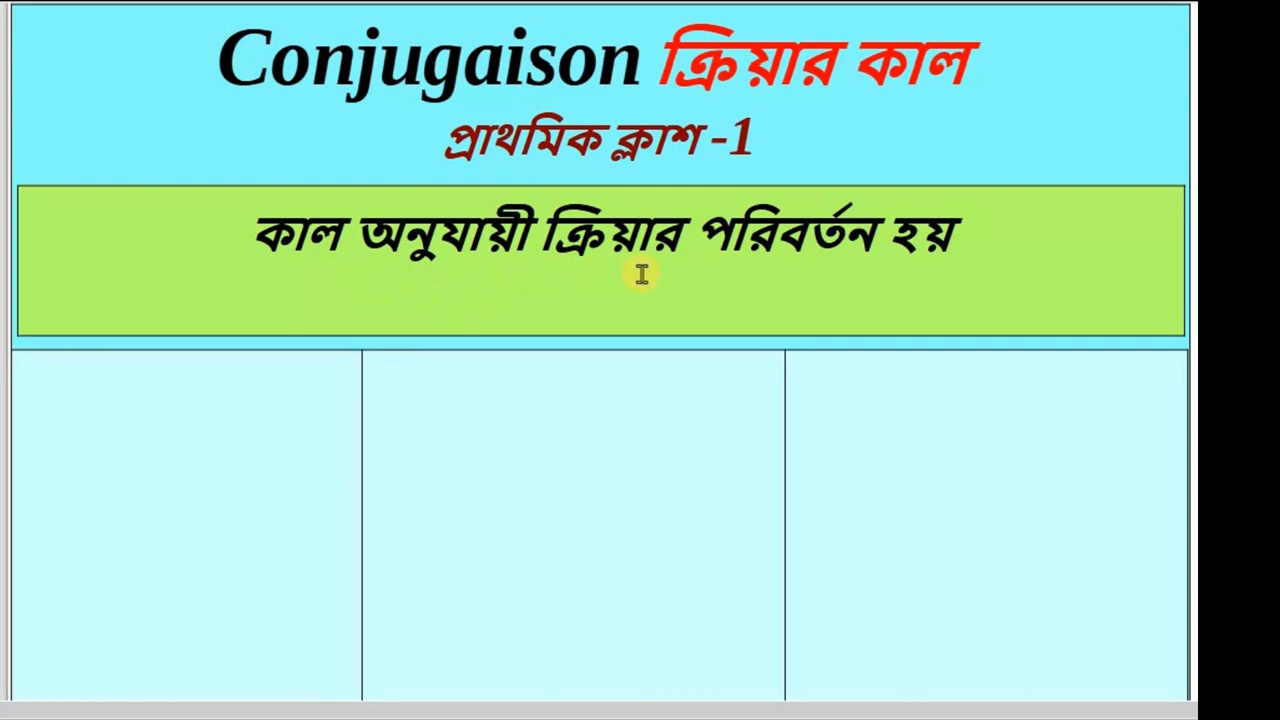 Conjugaison ক্রিয়ার কাল
প্রাথমিক ক্লাশ -1
কাল অনুযায়ী ক্রিয়ার পরিবর্তন হয়